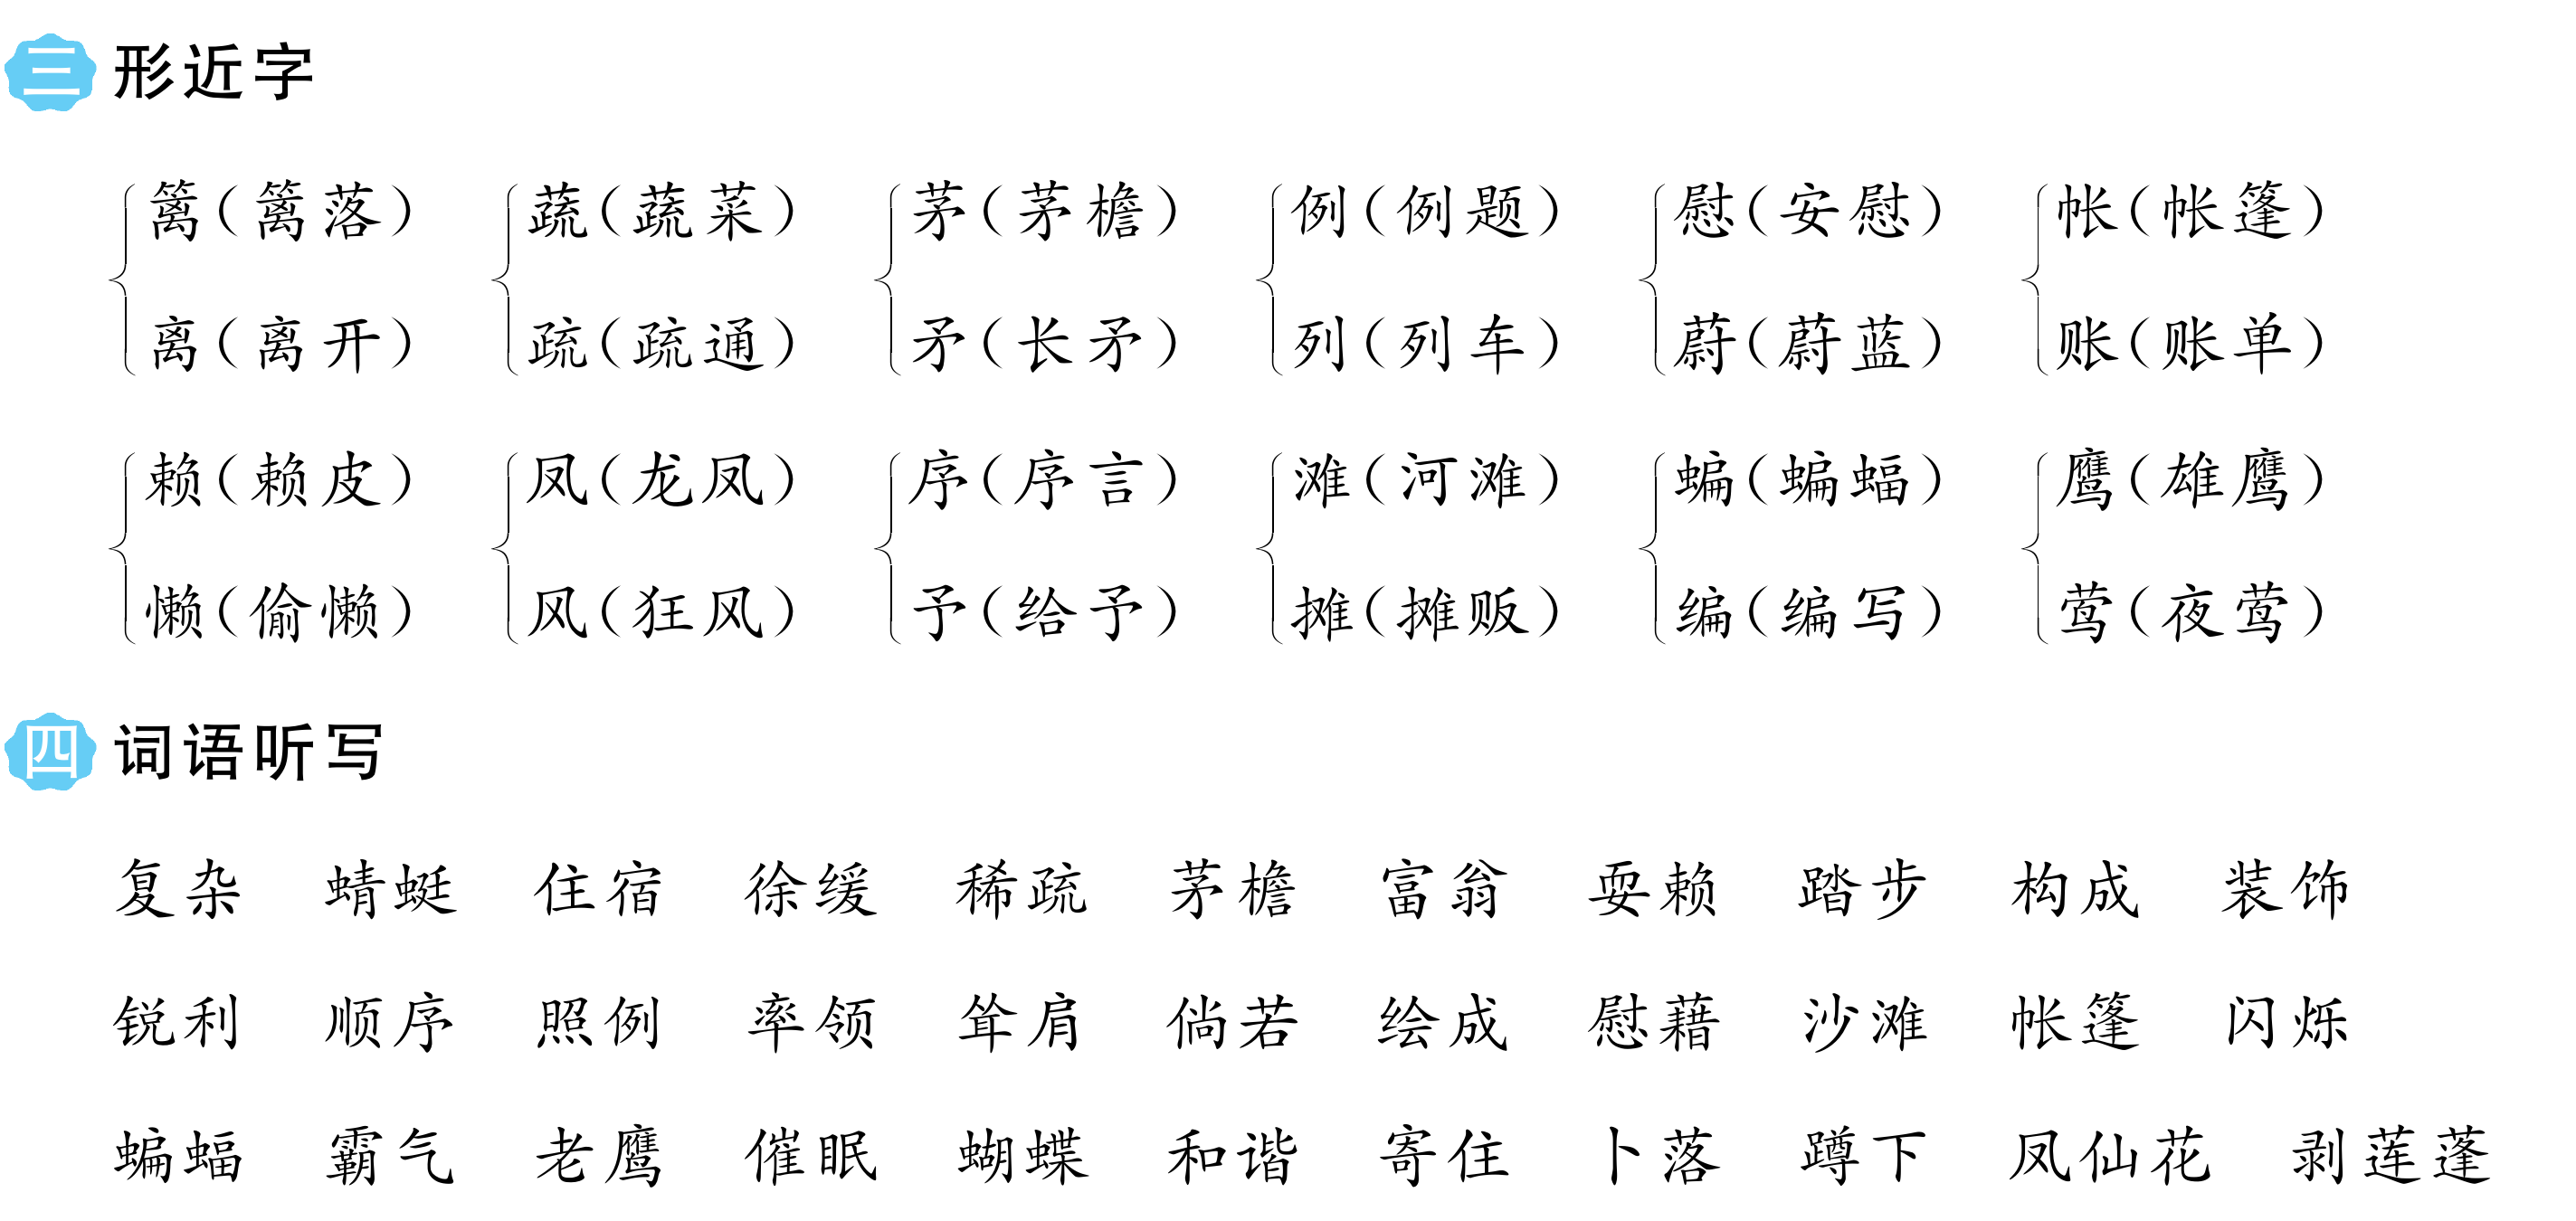 三 形近字
篱(篱落) 蔬(蔬菜) 茅(茅檐) 例(例题) 慰(安慰) 帐(帐篷)
离(离开) 疏(疏通) 矛(长矛) 列(列车) 蔚(蔚蓝) 账(账单)
赖(赖皮) 凤(龙凤) 序(序言) 滩(河滩) 蝙(蝙蝠) 鹰(雄鹰)
懒(偷懒) 风(狂风) 予(给予) 摊(摊贩) 编(编写) 莺(夜莺)
四 词语听写
复杂 蜻蜓 住宿 徐缓 稀疏 茅檐 富翁 耍赖 踏步 构成 装饰
锐利 顺序 照例 率领 耸肩 倘若 绘成 慰藉 沙滩 帐篷 闪烁
蝙蝠 霸气 老鹰 催眠 蝴蝶 和谐 寄住 卜落 蹲下 凤仙花 剥莲蓬